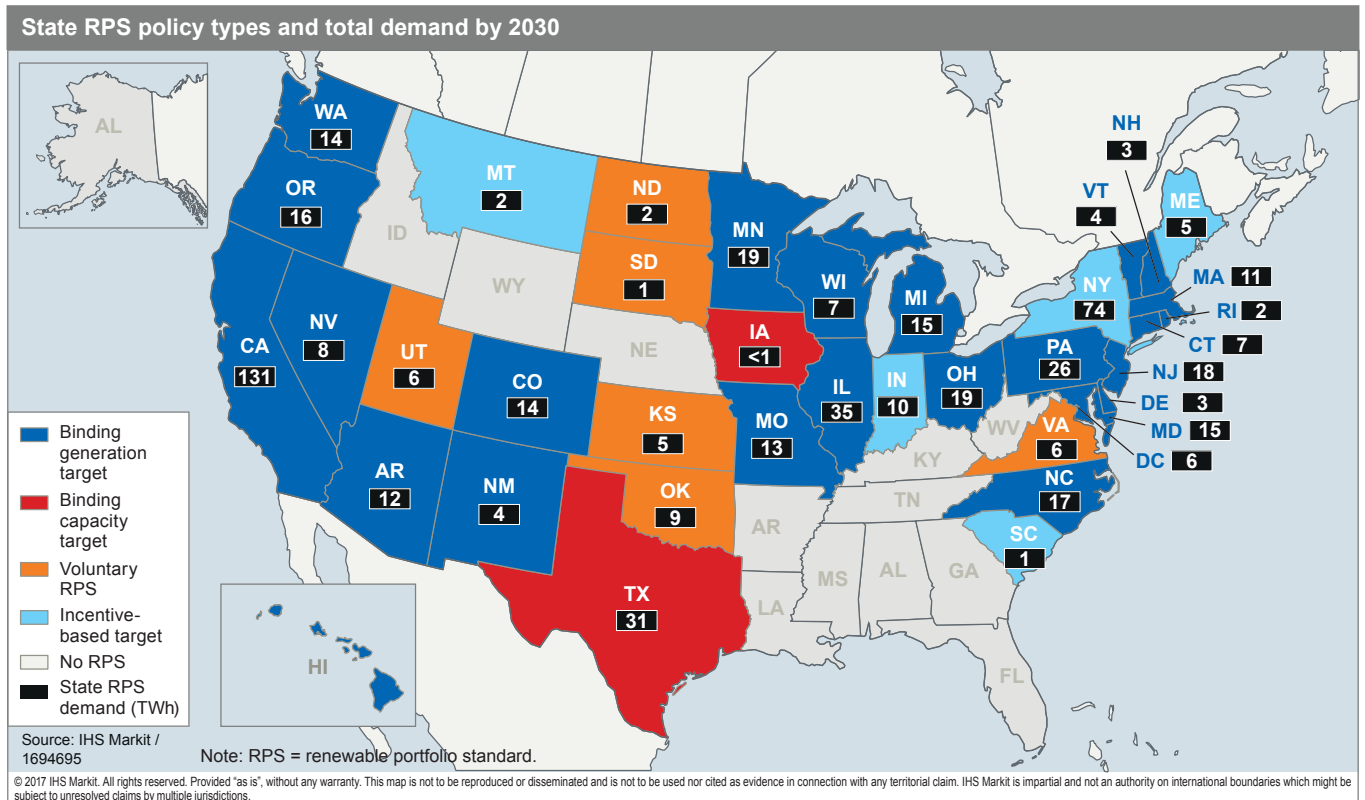 State RPS policy types and total demand by 2030
AL
WA
14
OR
16
CA
131
NV
8
ID
MT
2
WY
UT
6
CO
14
AR
12
NM
4
ND
2
SD
1
NE
KS
5
OK
9
TX
31
MN
19
IA
<1
MO
13
AR
LA
WI
7
IL
35
MI
15
IN
10
OH
19
KY
TN
MS
AL
GA
FL
WV
VA
6
NC
17
SC
1
PA
26
NY
74
VT
4
NH
3
ME
5
MA 11
RI 2
CT 7
NJ 18
DE 3
MD 15
DC 6
HI
Binding
generation
target
Binding
capacity
target
Voluntary
RPS
Incentive-
based target
No RPS
State RPS
demand (TWh)
Source: IHS Markit /
1694695
Note: RPS = renewable portfolio standard.
© 2017 IHS Markit. All rights reserved. Provided “as is”, without any warranty. This map is not to be reproduced or disseminated and is not to be used nor cited as evidence in connection with any territorial claim. IHS Markit is impartial and not an authority on international boundaries which might be
subject to unresolved claims by multiple jurisdictions.